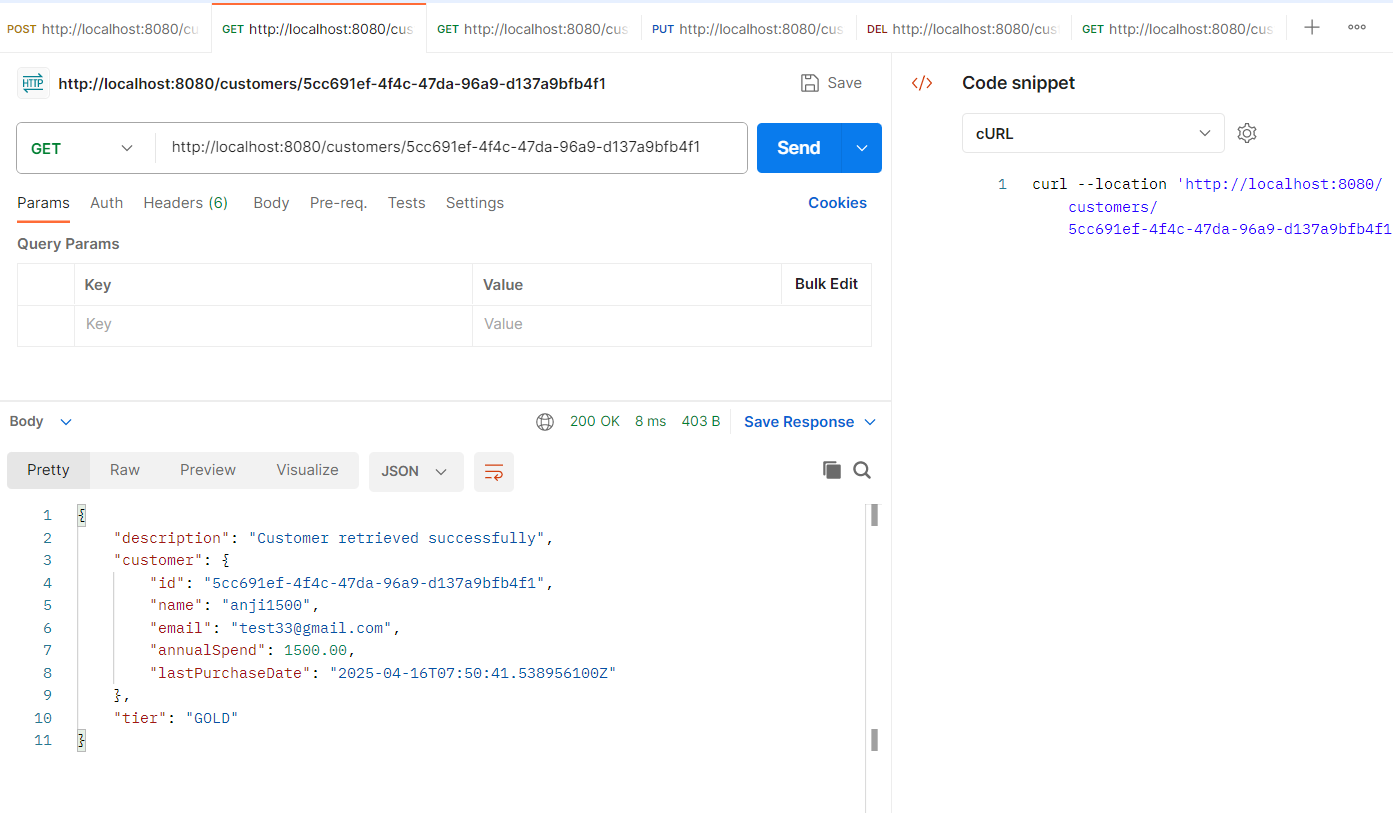 POST http://localhost:8080/cu GET http://localhost:8080/cus GET http://localhost:8080/cus PUT http://localhost:8080/cus DEL http://localhost:8080/cus GET http://localhost:8080/cus
HTTP http://localhost:8080/customers/5cc691ef-4f4c-47da-96a9-d137a9bfb4f1 Save
GET http://localhost:8080/customers/5cc691ef-4f4c-47da-96a9-d137a9bfb4f1 Send
Params Auth Headers (6) Body Pre-req. Tests Settings Cookies
Query Params
Key Value Bulk Edit
Key Value
Body 200 OK 8 ms 403 B Save Response
Pretty Raw Preview Visualize JSON
1 {
2 "description": "Customer retrieved successfully",
3 "customer": {
4 "id": "5cc691ef-4f4c-47da-96a9-d137a9bfb4f1",
5 "name": "anji1500",
6 "email": "test33@gmail.com",
7 "annualSpend": 1500.00,
8 "lastPurchaseDate": "2025-04-16T07:50:41.538956100Z"
9 },
10 "tier": "GOLD"
11 }
</> Code snippet
cURL
1 curl --location 'http://localhost:8080/
customers/
5cc691ef-4f4c-47da-96a9-d137a9bfb4f1